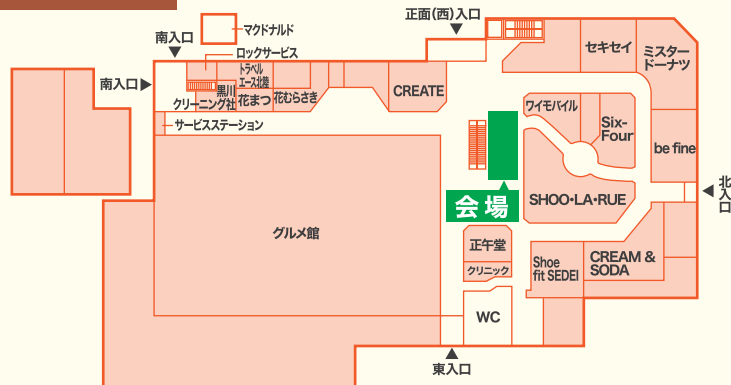 正面(西)入口
マクドナルド
南入口
ロックサービス
セキセイ
ミスター
ドーナツ
トラベル
エース北陸
南入口
黒川
クリーニング社
花まつ
花むらさき
CREATE
ワイモバイル
Six-
Four
サービスステーション
be fine
北入口
会場
SHOO・LA・RUE
グルメ館
正午堂
クリニック
Shoe
fit SEDEI
CREAM &
SODA
WC
東入口